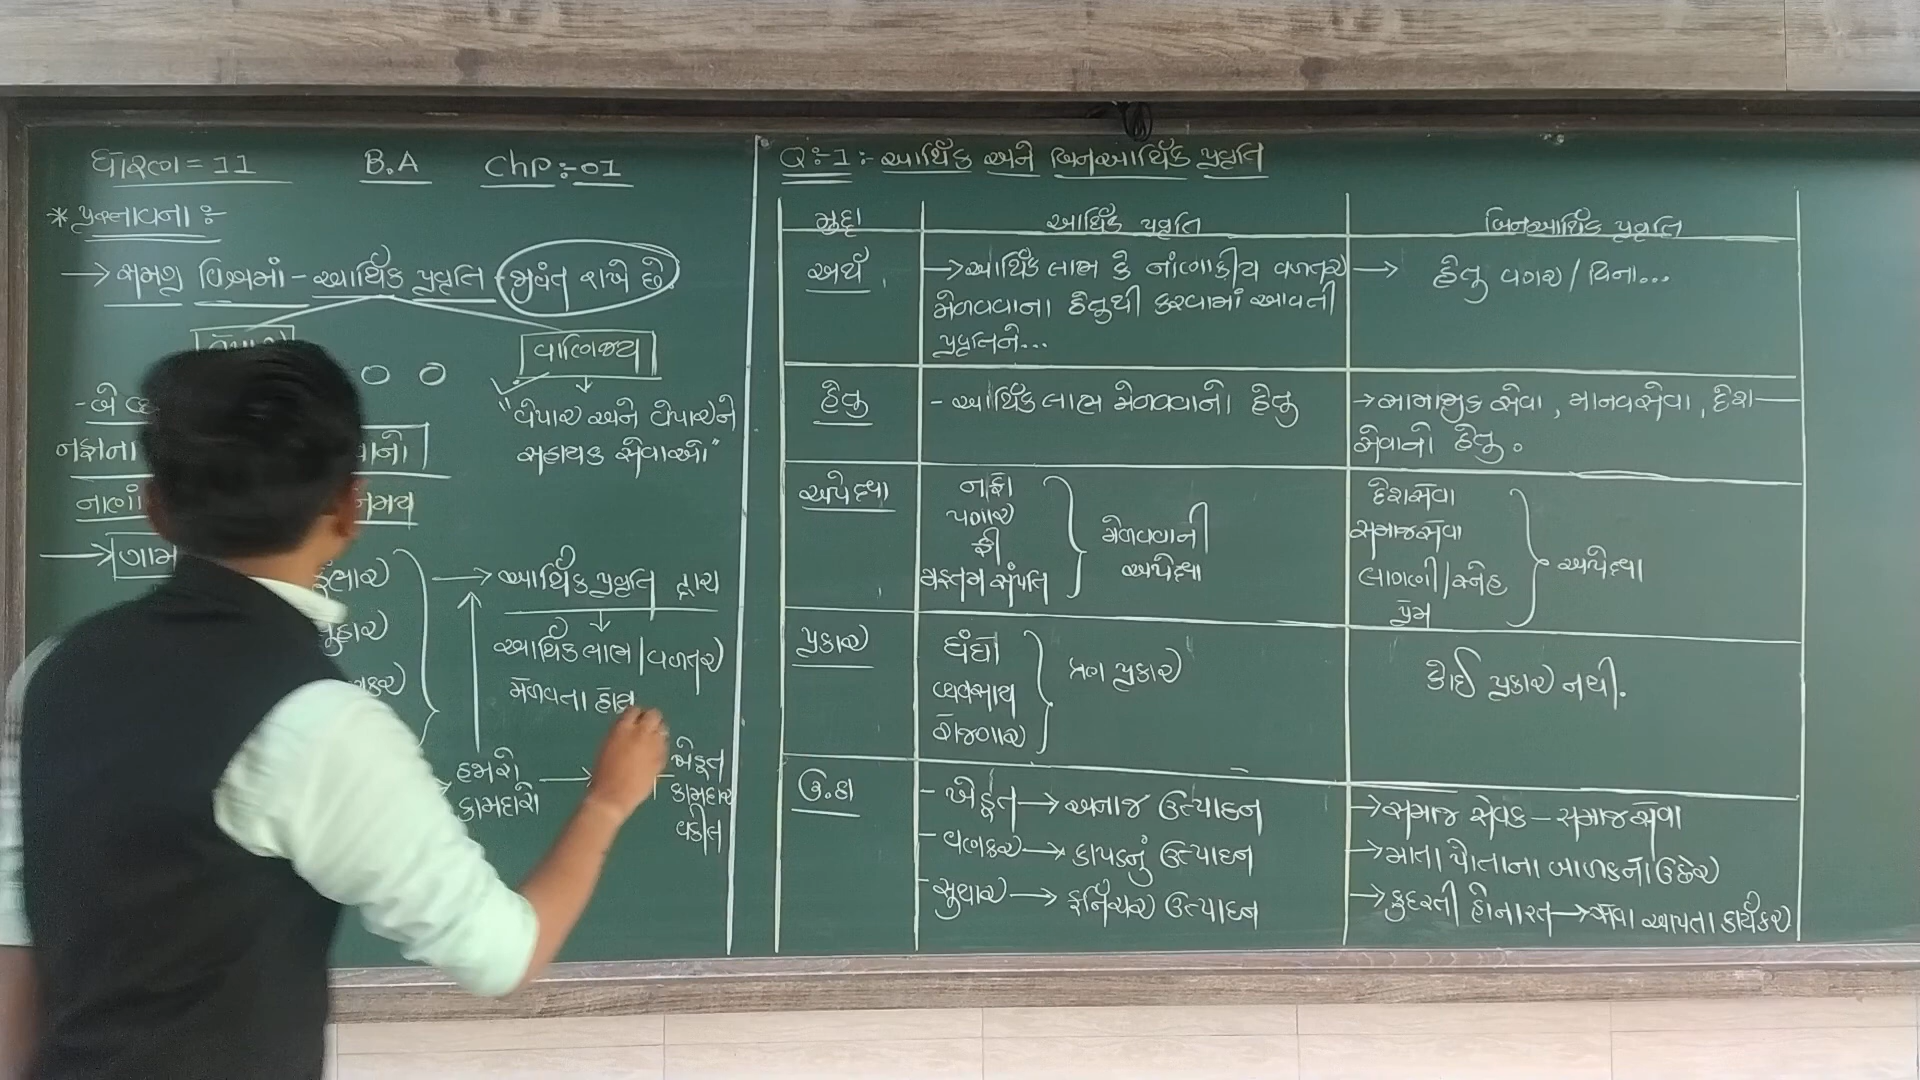 ધોરણ = 11 B.A ChP :- 01
* પ્રસ્તાવના :-
→ સમગ્ર વિશ્વમાં - આર્થિક પ્રવૃતિ - જીવંત રાખે છે.
વાણિજ્ય
- બે
"વેપાર અને વેપારને
નફાના વાનો
સહાયક સેવાઓ"
નાણાં
→ ગામ
→ આર્થિક પ્રવૃતિ દ્વારા
આર્થિક લાભ / વળતર
મેળવતા હોય
હજારો → ખેડૂત
કામદારો કામદાર
વકીલ
Q:-1 :- આર્થિક અને બિનઆર્થિક પ્રવૃતિ
મુદ્દા આર્થિક પ્રવૃતિ બિનઆર્થિક પ્રવૃતિ
અર્થ → આર્થિક લાભ કે નાંણાકીય વળતર → હેતુ વગર / વિના...
મેળવવાના હેતુથી કરવામાં આવતી
પ્રવૃતિને...
હેતુ - આર્થિક લાભ મેળવવાનો હેતુ → સામાજીક સેવા, માનવસેવા, દેશ
સેવાનો હેતુ.
અપેક્ષા નફો દેશસેવા
પગાર મેળવવાની સમાજસેવા
ફી અપેક્ષા લાગણી/સ્નેહ અપેક્ષા
મહતમ સંપતિ પ્રેમ
પ્રકાર ધંધો ત્રણ પ્રકાર કોઈ પ્રકાર નથી.
વ્યવસાય
રોજગાર
ઉ.દા - ખેડૂત → અનાજ ઉત્પાદન → સમાજ સેવક - સમાજસેવા
- વણકર → કાપડનું ઉત્પાદન → માતા પોતાના બાળકનો ઉછેર
- સુથાર → ફર્નિચર ઉત્પાદન → કુદરતી હોનારત → સેવા આપતા કાર્યકર